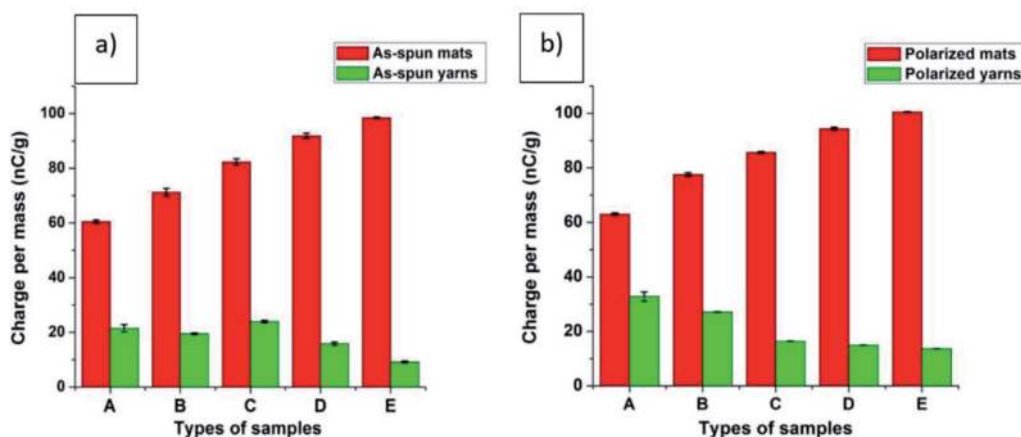 a)
As-spun mats
As-spun yarns
Charge per mass (nC/g)
100
80
60
40
20
0
A B C D E
Types of samples
b)
Polarized mats
Polarized yarns
Charge per mass (nC/g)
100
80
60
40
20
0
A B C D E
Types of samples